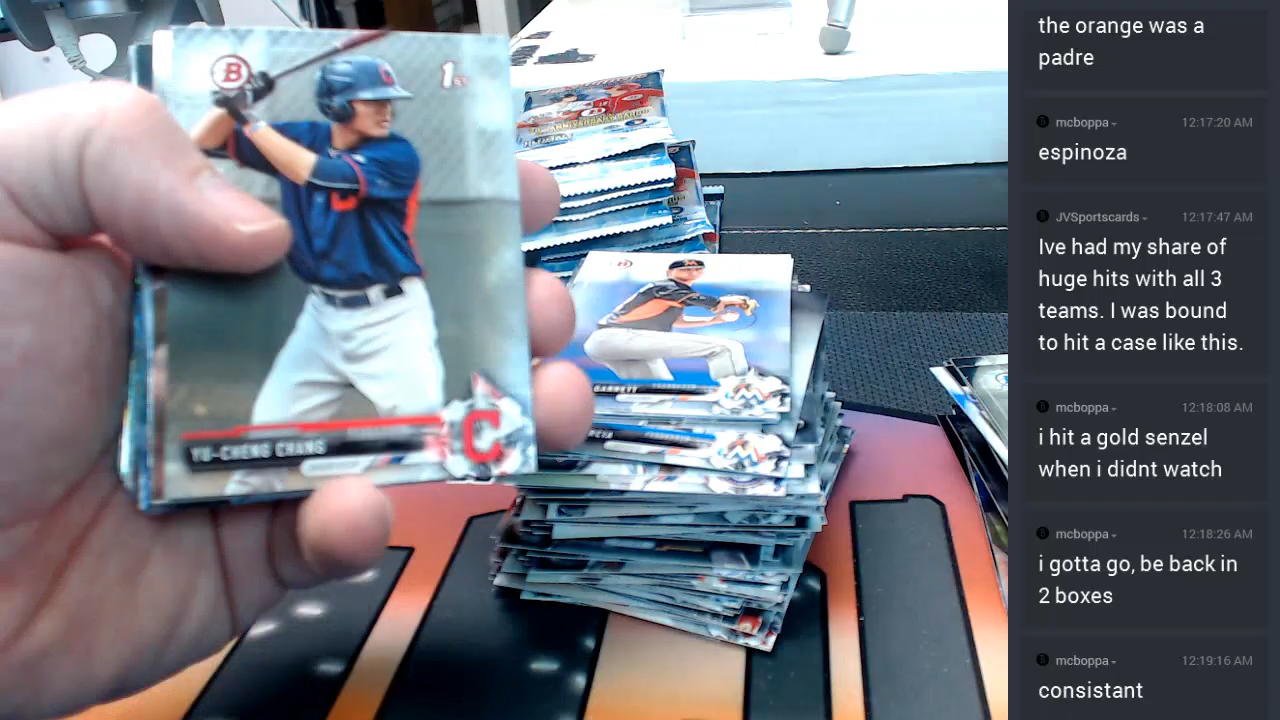 B
1st
C
YU-CHENG CHANG
GARRETT
the orange was a
padre
mcboppa 12:17:20 AM
espinoza
JVSportscards 12:17:47 AM
Ive had my share of
huge hits with all 3
teams. I was bound
to hit a case like this.
mcboppa 12:18:08 AM
i hit a gold senzel
when i didnt watch
mcboppa 12:18:26 AM
i gotta go, be back in
2 boxes
mcboppa 12:19:16 AM
consistant